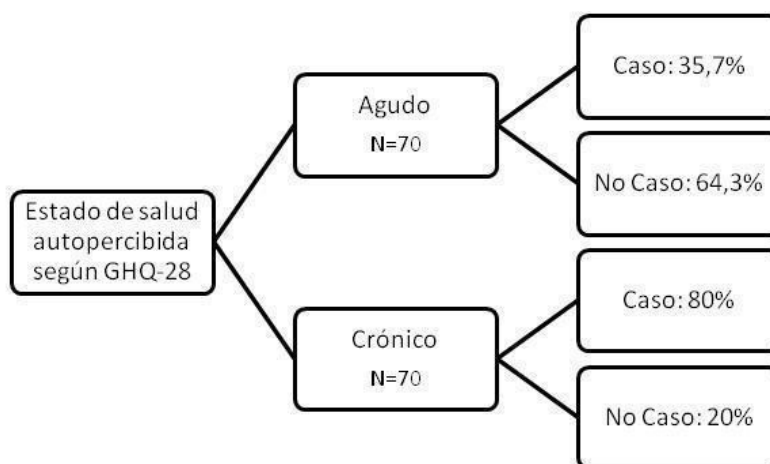 Estado de salud
autopercibida
según GHQ-28
Agudo
N=70
Caso: 35,7%
No Caso: 64,3%
Crónico
N=70
Caso: 80%
No Caso: 20%